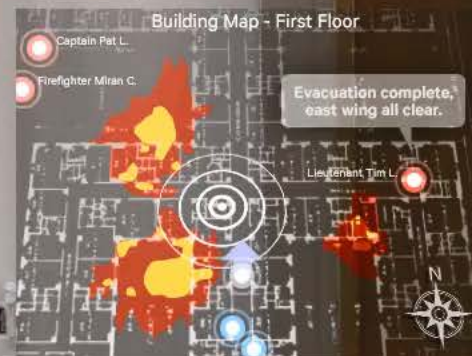 Building Map - First Floor
Captain Pat L.
Firefighter Miran C.
Evacuation complete,
east wing all clear.
Lieutenant Tim L.
N